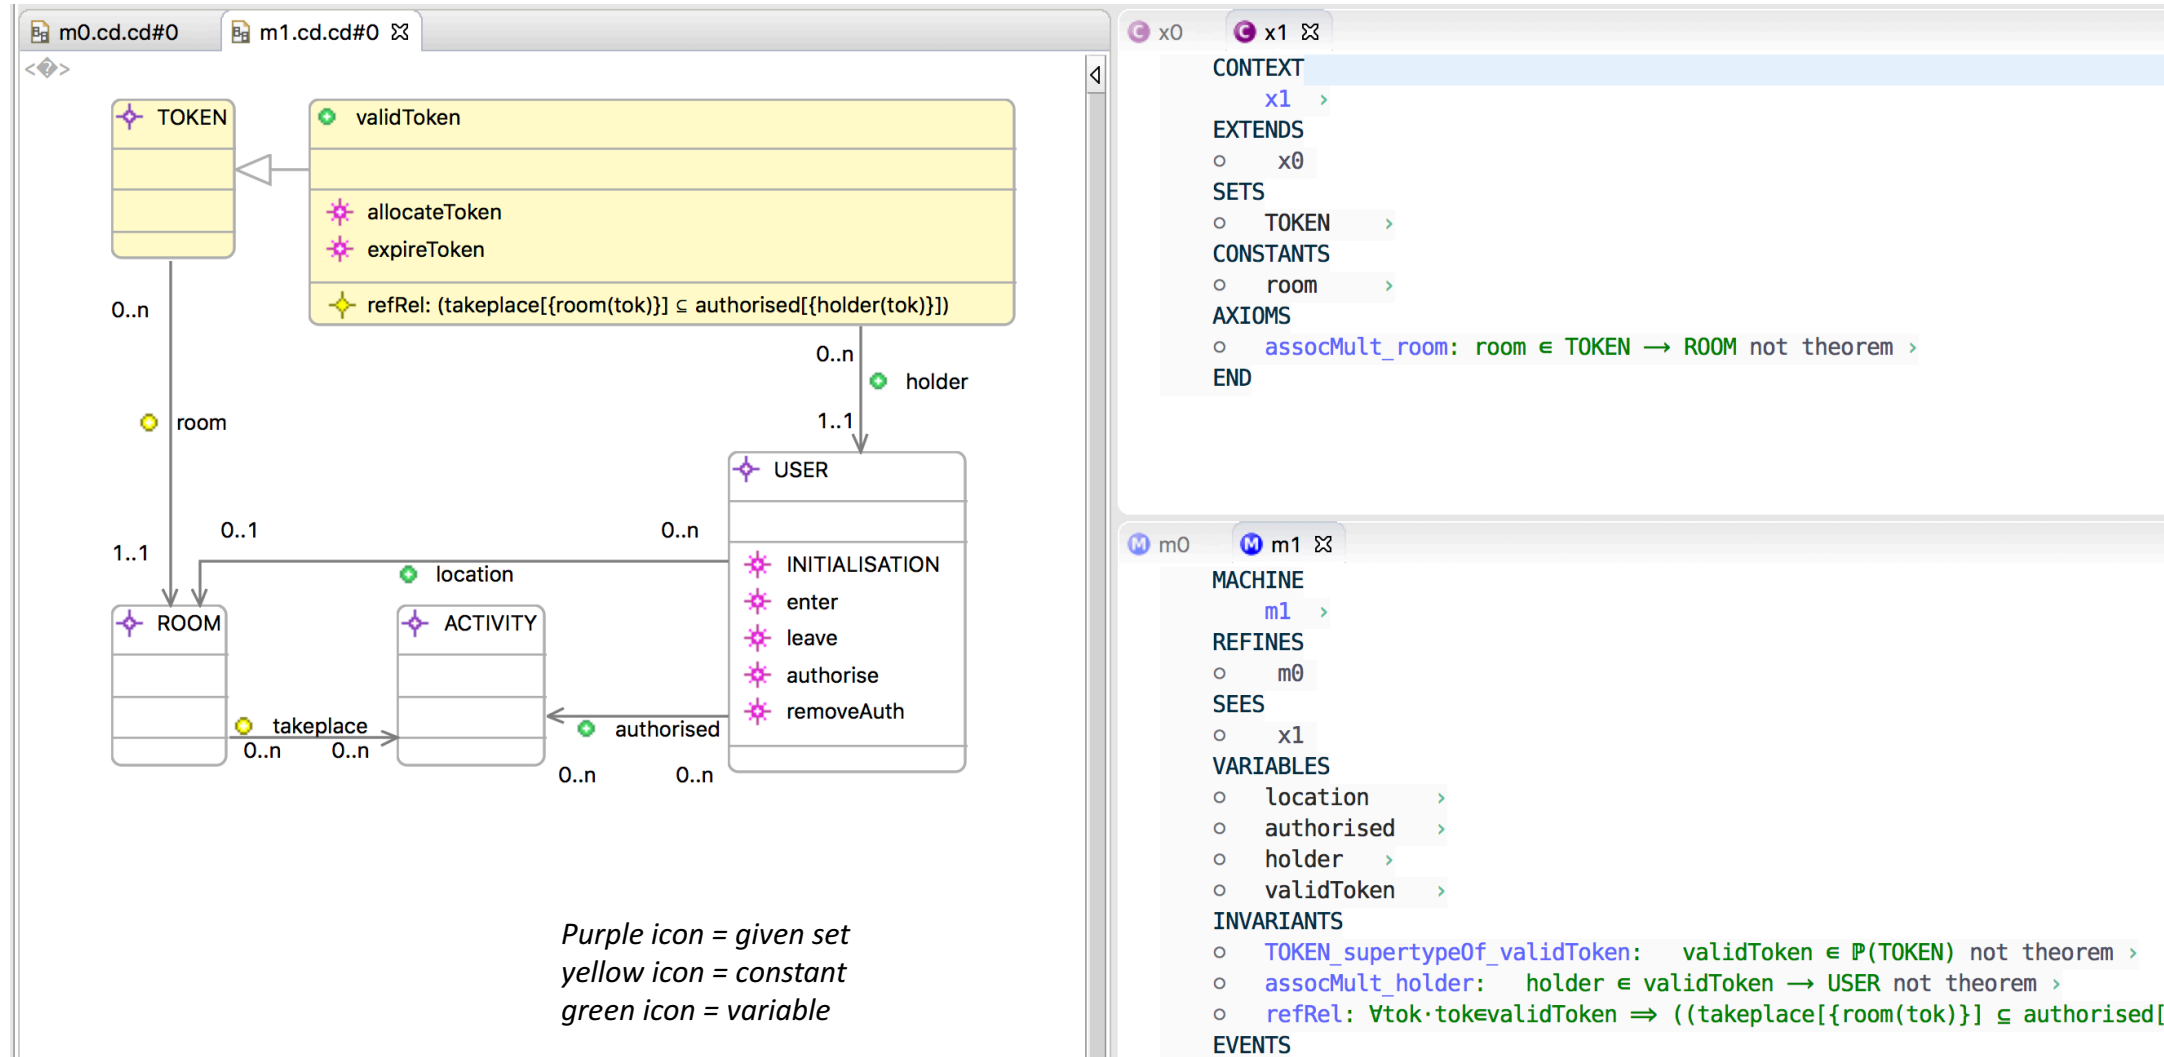 m0.cd.cd#0
m1.cd.cd#0
TOKEN
validToken
allocateToken
expireToken
refRel: (takeplace[{room(tok)}] ⊆ authorised[{holder(tok)}])
0..n
0..n
holder
1..1
room
USER
0..1
0..n
1..1
location
INITIALISATION
enter
leave
authorise
removeAuth
ROOM
ACTIVITY
takeplace
0..n
0..n
authorised
0..n
0..n
Purple icon = given set
yellow icon = constant
green icon = variable
x0
x1
CONTEXT
x1 ›
EXTENDS
○ x0
SETS
○ TOKEN ›
CONSTANTS
○ room ›
AXIOMS
○ assocMult_room: room ∈ TOKEN → ROOM not theorem ›
END
m0
m1
MACHINE
m1 ›
REFINES
○ m0
SEES
○ x1
VARIABLES
○ location ›
○ authorised ›
○ holder ›
○ validToken ›
INVARIANTS
○ TOKEN_supertypeOf_validToken: validToken ∈ ℙ(TOKEN) not theorem ›
○ assocMult_holder: holder ∈ validToken → USER not theorem ›
○ refRel: ∀tok·tok∈validToken ⇒ ((takeplace[{room(tok)}] ⊆ authorised[
EVENTS